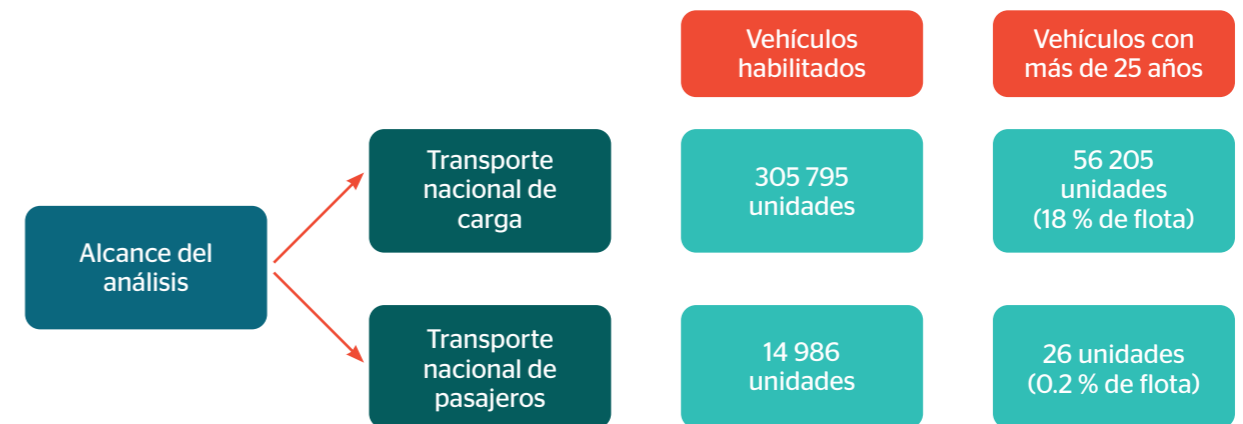 Vehículos
habilitados
Vehículos con
más de 25 años
Alcance del
análisis
Transporte
nacional de
carga
305 795
unidades
56 205
unidades
(18 % de flota)
Transporte
nacional de
pasajeros
14 986
unidades
26 unidades
(0.2 % de flota)